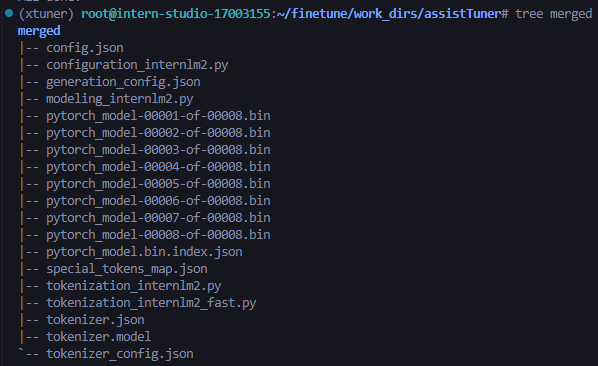 (xtuner) root@intern-studio-17003155:~/finetune/work_dirs/assistTuner# tree merged
merged
|-- config.json
|-- configuration_internlm2.py
|-- generation_config.json
|-- modeling_internlm2.py
|-- pytorch_model-00001-of-00008.bin
|-- pytorch_model-00002-of-00008.bin
|-- pytorch_model-00003-of-00008.bin
|-- pytorch_model-00004-of-00008.bin
|-- pytorch_model-00005-of-00008.bin
|-- pytorch_model-00006-of-00008.bin
|-- pytorch_model-00007-of-00008.bin
|-- pytorch_model-00008-of-00008.bin
|-- pytorch_model.bin.index.json
|-- special_tokens_map.json
|-- tokenization_internlm2.py
|-- tokenization_internlm2_fast.py
|-- tokenizer.json
|-- tokenizer.model
`-- tokenizer_config.json